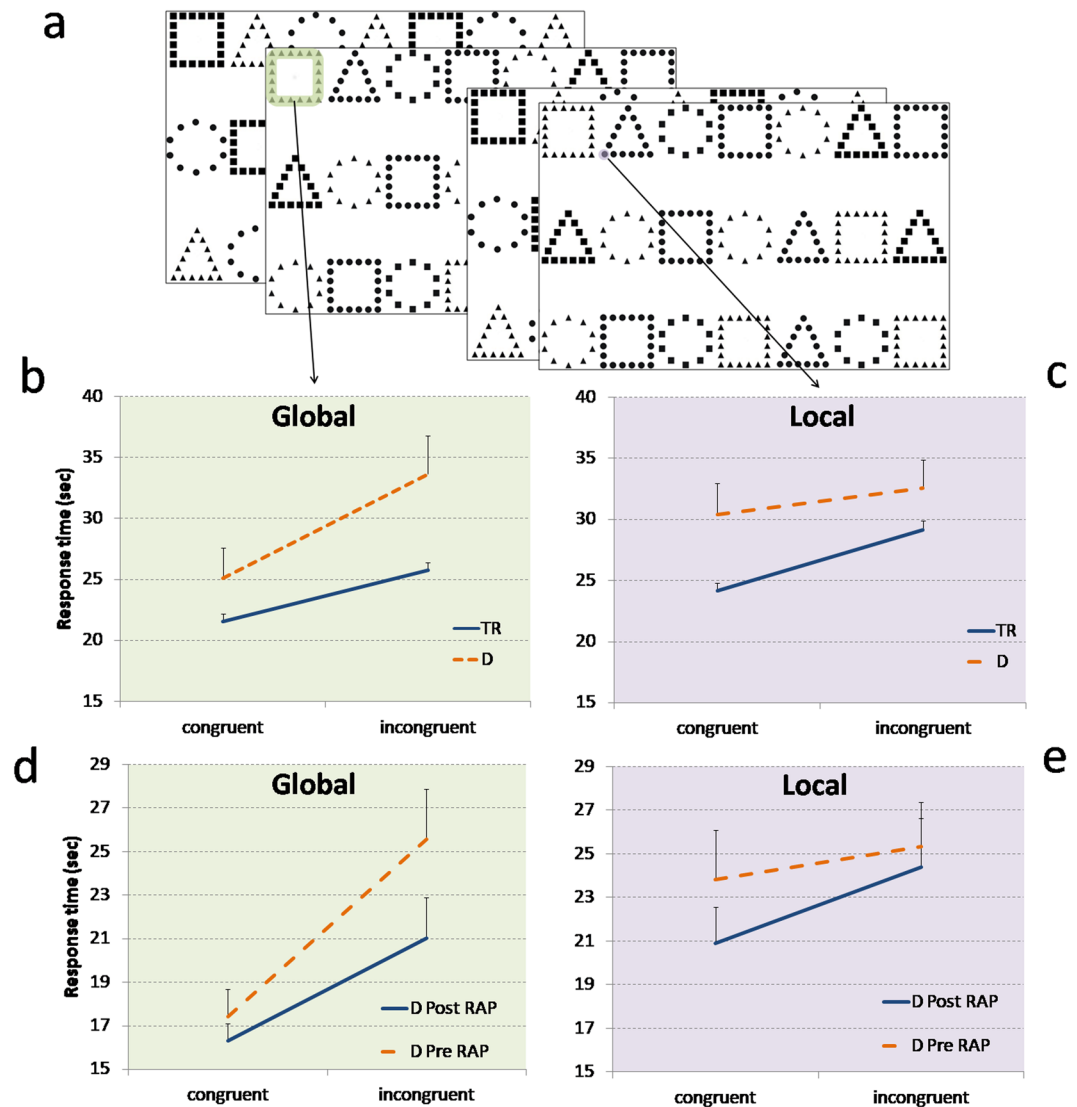 a
b
Global
40
35
30
25
20
15
Response time (sec)
TR
D
congruent
incongruent
c
Local
40
35
30
25
20
15
TR
D
congruent
incongruent
d
Global
29
27
25
23
21
19
17
15
Response time (sec)
D Post RAP
D Pre RAP
congruent
incongruent
e
Local
29
27
25
23
21
19
17
15
D Post RAP
D Pre RAP
congruent
incongruent